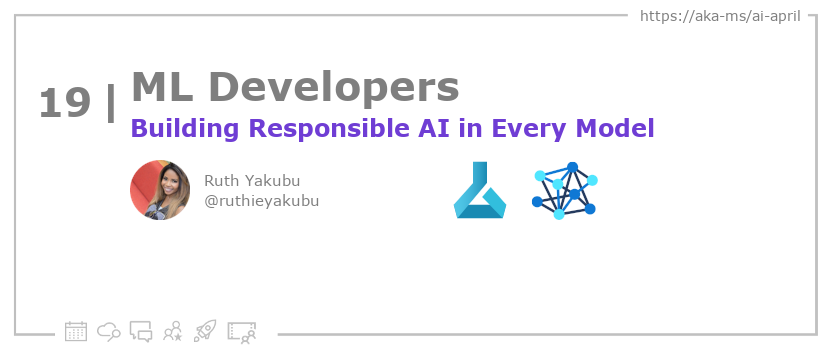 https://aka-ms/ai-april
19 | ML Developers
Building Responsible AI in Every Model
Ruth Yakubu
@ruthieyakubu